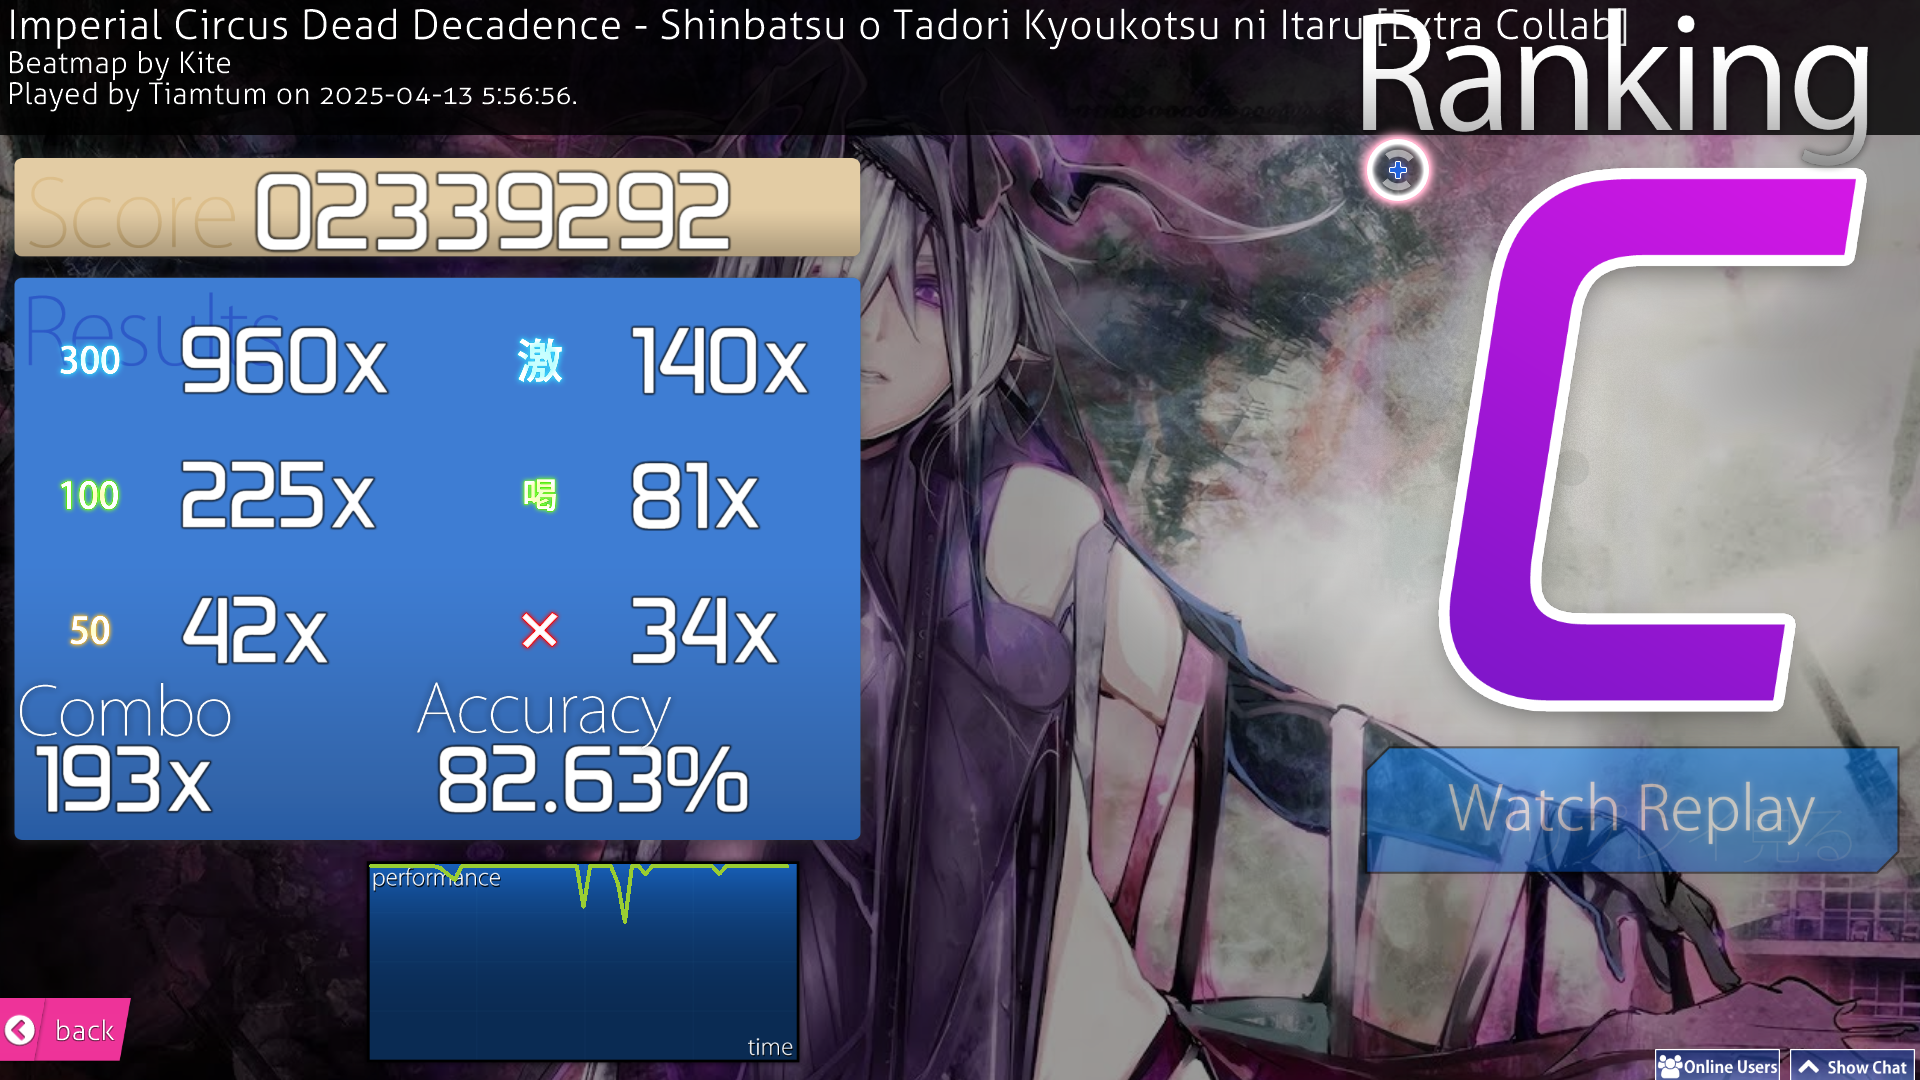 Imperial Circus Dead Decadence - Shinbatsu o Tadori Kyoukotsu ni Itaru [Extra Collab]
Beatmap by Kite
Played by Tiamtum on 2025-04-13 5:56:56.
Ranking
Score 02339292
Results
300 960x 激 140x
100 225x 喝 81x
50 42x 34x
Combo Accuracy
193x 82.63%
C
Watch Replay
見る
performance
time
back
Online Users
Show Chat